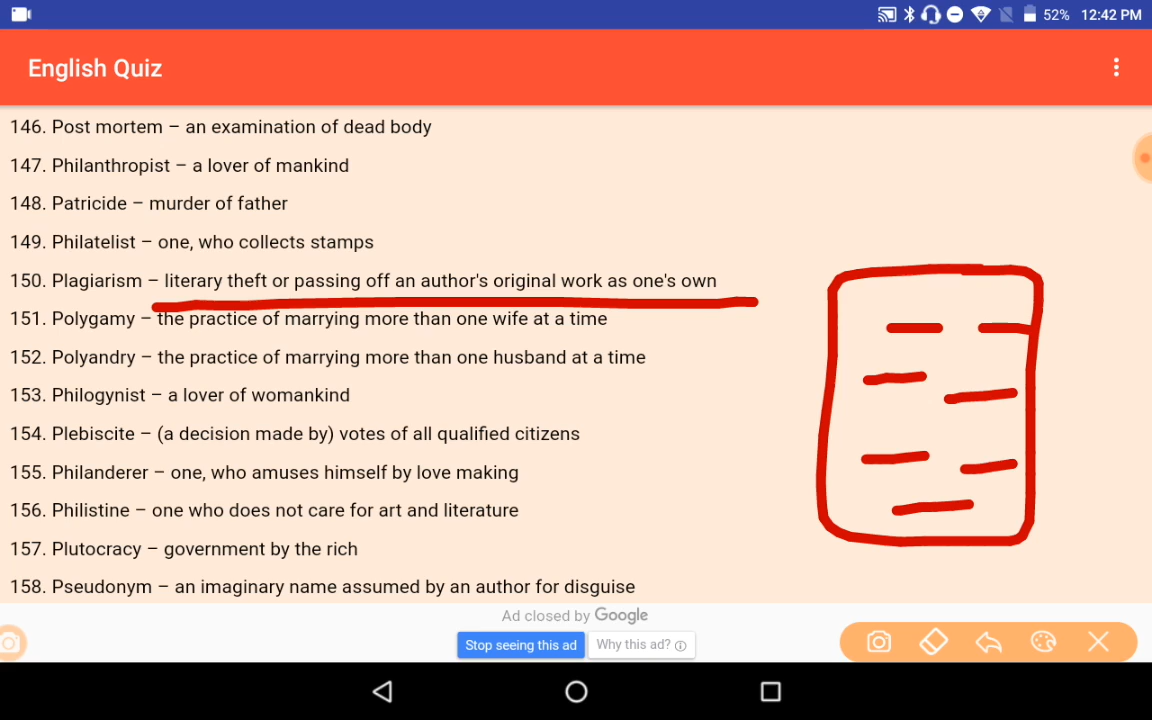 52% 12:42 PM
English Quiz
146. Post mortem – an examination of dead body
147. Philanthropist – a lover of mankind
148. Patricide – murder of father
149. Philatelist – one, who collects stamps
150. Plagiarism – literary theft or passing off an author's original work as one's own
151. Polygamy – the practice of marrying more than one wife at a time
152. Polyandry – the practice of marrying more than one husband at a time
153. Philogynist – a lover of womankind
154. Plebiscite – (a decision made by) votes of all qualified citizens
155. Philanderer – one, who amuses himself by love making
156. Philistine – one who does not care for art and literature
157. Plutocracy – government by the rich
158. Pseudonym – an imaginary name assumed by an author for disguise
Ad closed by Google
Stop seeing this ad Why this ad?